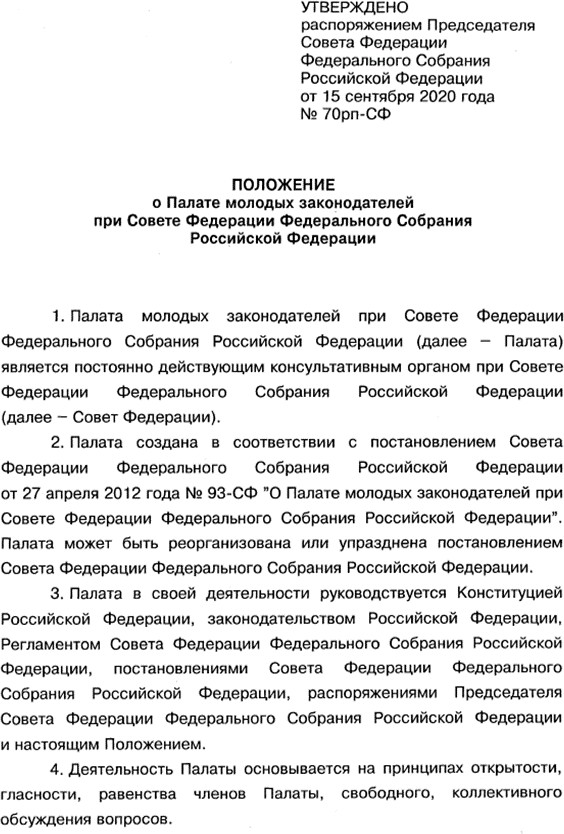 УТВЕРЖДЕНО
распоряжением Председателя
Совета Федерации
Федерального Собрания
Российской Федерации
от 15 сентября 2020 года
№ 70рп-СФ
ПОЛОЖЕНИЕ
о Палате молодых законодателей
при Совете Федерации Федерального Собрания
Российской Федерации
1. Палата молодых законодателей при Совете Федерации
Федерального Собрания Российской Федерации (далее – Палата)
является постоянно действующим консультативным органом при Совете
Федерации Федерального Собрания Российской Федерации
(далее – Совет Федерации).
2. Палата создана в соответствии с постановлением Совета
Федерации Федерального Собрания Российской Федерации
от 27 апреля 2012 года № 93-СФ "О Палате молодых законодателей при
Совете Федерации Федерального Собрания Российской Федерации".
Палата может быть реорганизована или упразднена постановлением
Совета Федерации Федерального Собрания Российской Федерации.
3. Палата в своей деятельности руководствуется Конституцией
Российской Федерации, законодательством Российской Федерации,
Регламентом Совета Федерации Федерального Собрания Российской
Федерации, постановлениями Совета Федерации Федерального
Собрания Российской Федерации, распоряжениями Председателя
Совета Федерации Федерального Собрания Российской Федерации
и настоящим Положением.
4. Деятельность Палаты основывается на принципах открытости,
гласности, равенства членов Палаты, свободного, коллективного
обсуждения вопросов.